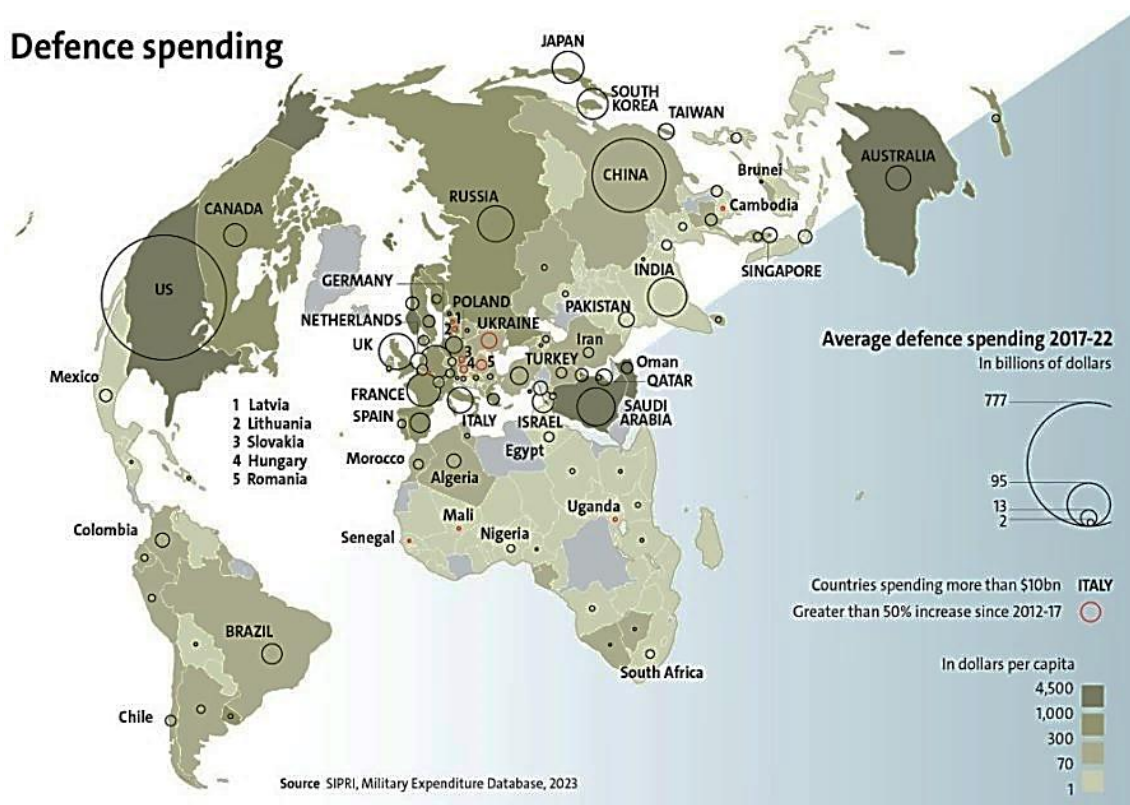 Defence spending
JAPAN
SOUTH
KOREA
TAIWAN
CHINA
Brunei
Cambodia
AUSTRALIA
RUSSIA
CANADA
US
INDIA
SINGAPORE
GERMANY
POLAND
NETHERLANDS
UKRAINE
PAKISTAN
UK
1
2
3
4
5
TURKEY
Iran
Oman
QATAR
Mexico
FRANCE
SPAIN
ITALY
ISRAEL
SAUDI
ARABIA
Egypt
1 Latvia
2 Lithuania
3 Slovakia
4 Hungary
5 Romania
Morocco
Algeria
Mali
Senegal
Nigeria
Uganda
Colombia
BRAZIL
South Africa
Chile
Average defence spending 2017-22
In billions of dollars
777
95
13
2
Countries spending more than $10bn ITALY
Greater than 50% increase since 2012-17
In dollars per capita
4,500
1,000
300
70
1
Source SIPRI, Military Expenditure Database, 2023